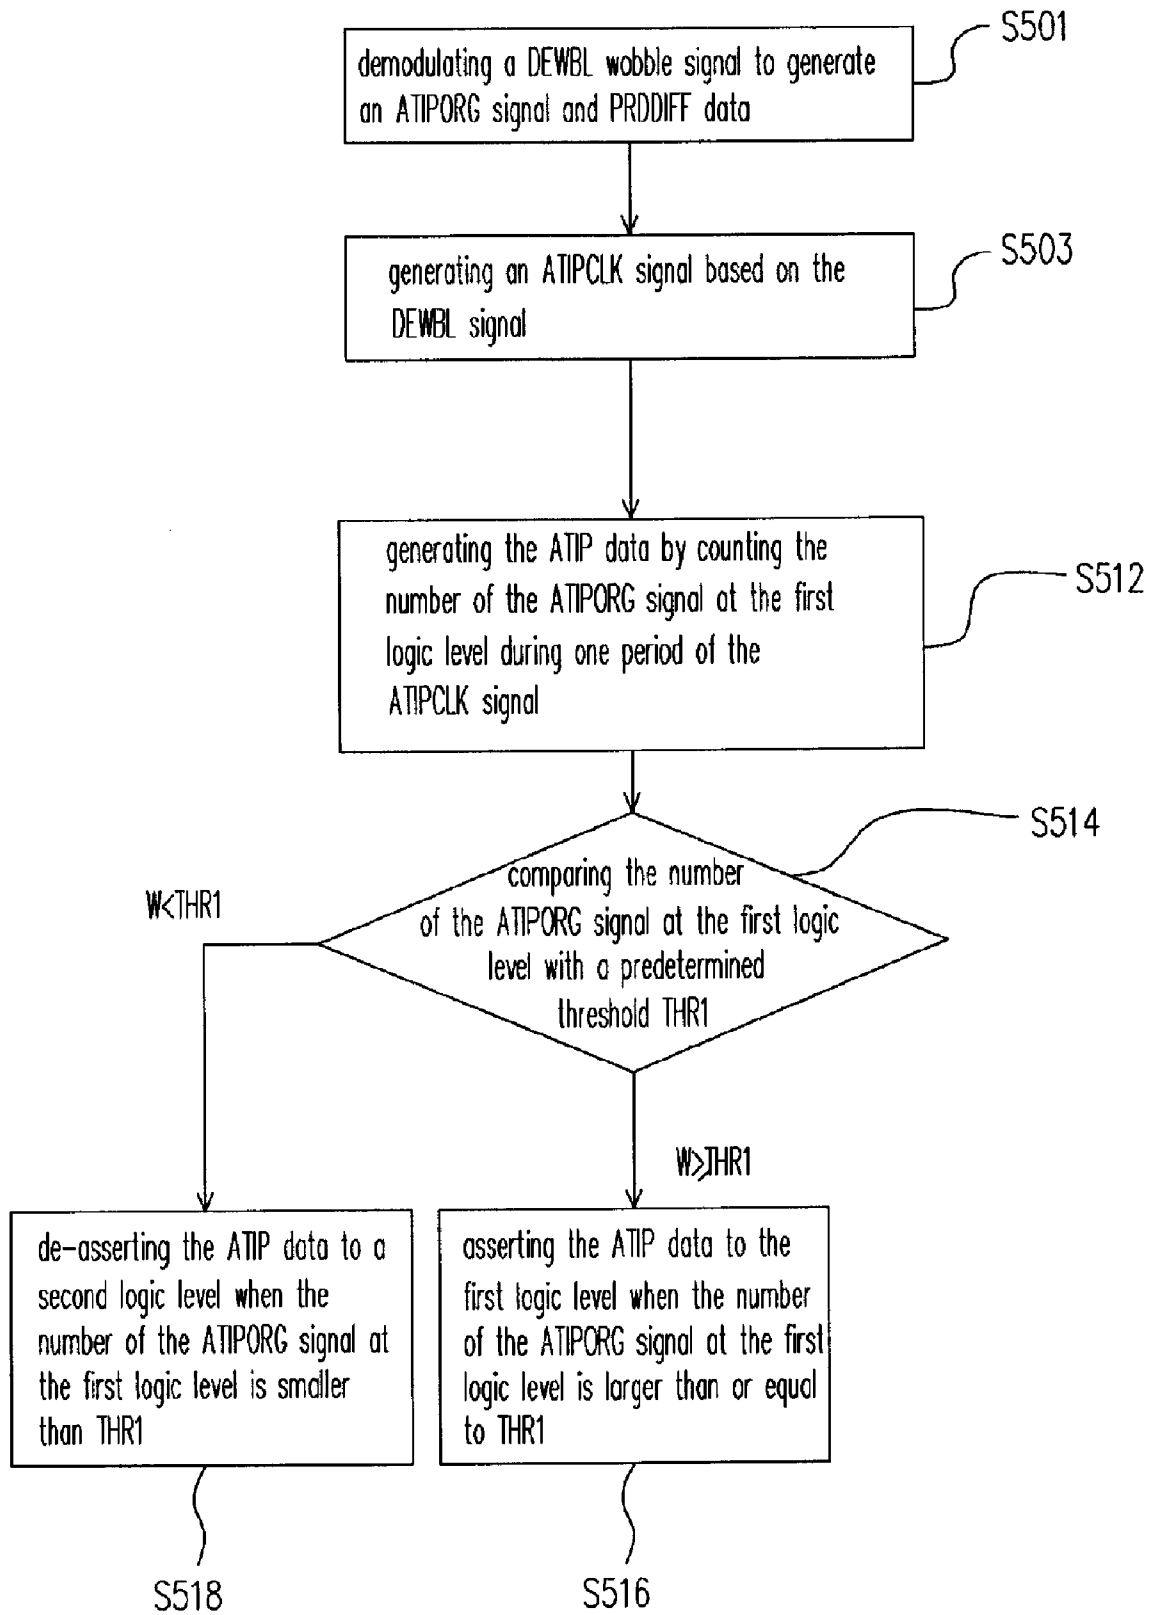 S501
demodulating a DEWBL wobble signal to generate
an ATIPORG signal and PRDDIFF data
S503
generating an ATIPCLK signal based on the
DEWBL signal
S512
generating the ATIP data by counting the
number of the ATIPORG signal at the first
logic level during one period of the
ATIPCLK signal
S514
comparing the number
of the ATIPORG signal at the first logic
level with a predetermined
threshold THR1
W<THR1
W≥THR1
de-asserting the ATIP data to a
second logic level when the
number of the ATIPORG signal at
the first logic level is smaller
than THR1
asserting the ATIP data to the
first logic level when the number
of the ATIPORG signal at the first
logic level is larger than or equal
to THR1
S518
S516